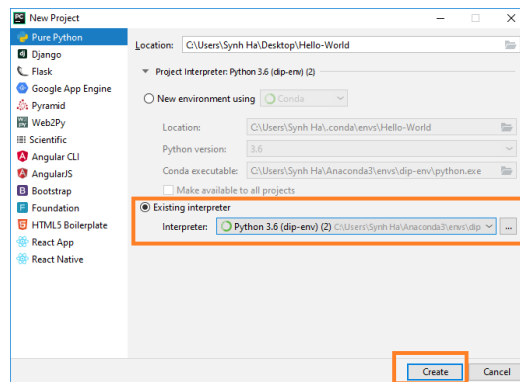 New Project
Pure Python
Django
Flask
Google App Engine
Pyramid
Web2Py
Scientific
Angular CLI
AngularJS
Bootstrap
Foundation
HTML5 Boilerplate
React App
React Native
Location: C:\Users\Synh Ha\Desktop\Hello-World
Project Interpreter: Python 3.6 (dip-env) (2)
New environment using Conda
Location: C:\Users\Synh Ha\.conda\envs\Hello-World
Python version: 3.6
Conda executable: C:\Users\Synh Ha\Anaconda3\envs\dip-env\python.exe
Make available to all projects
Existing interpreter
Interpreter: Python 3.6 (dip-env) (2) C:\Users\Synh Ha\Anaconda3\envs\dip ...
Create Cancel